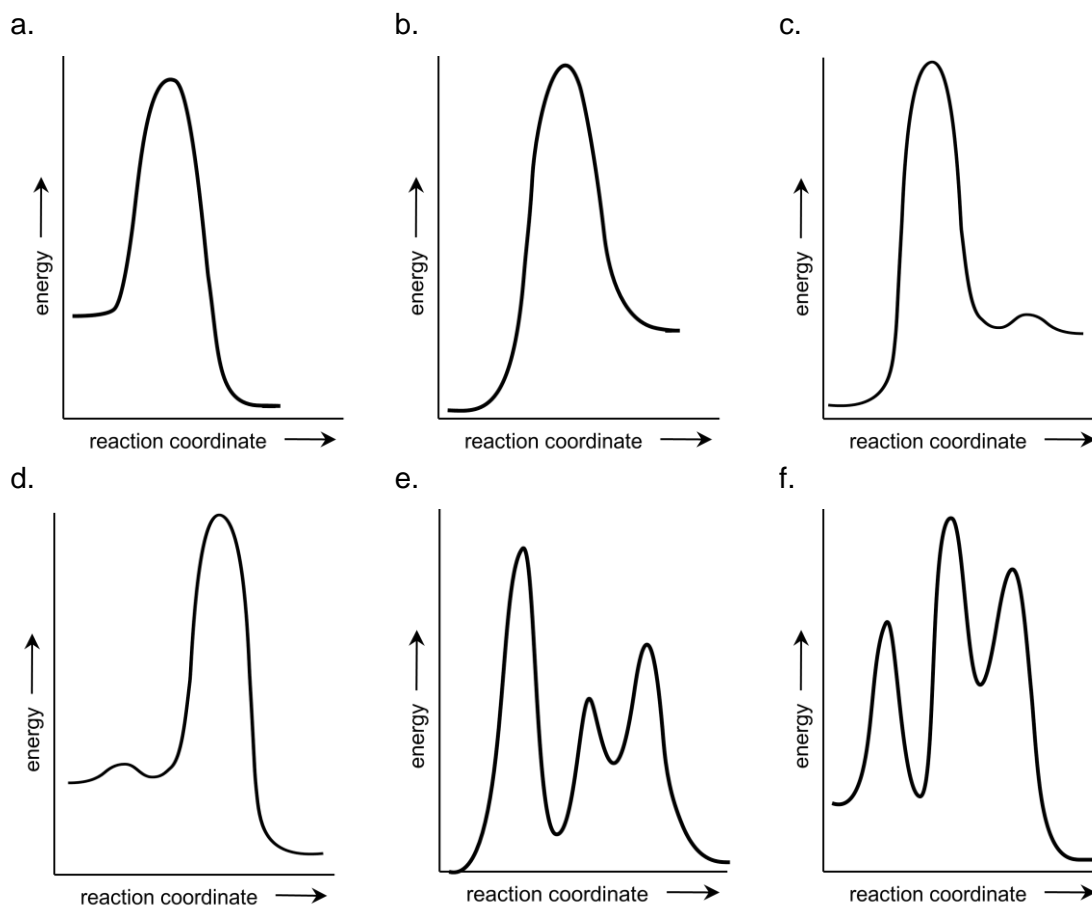 a.
b.
c.
energy
reaction coordinate
energy
reaction coordinate
energy
reaction coordinate
d.
e.
f.
energy
reaction coordinate
energy
reaction coordinate
energy
reaction coordinate